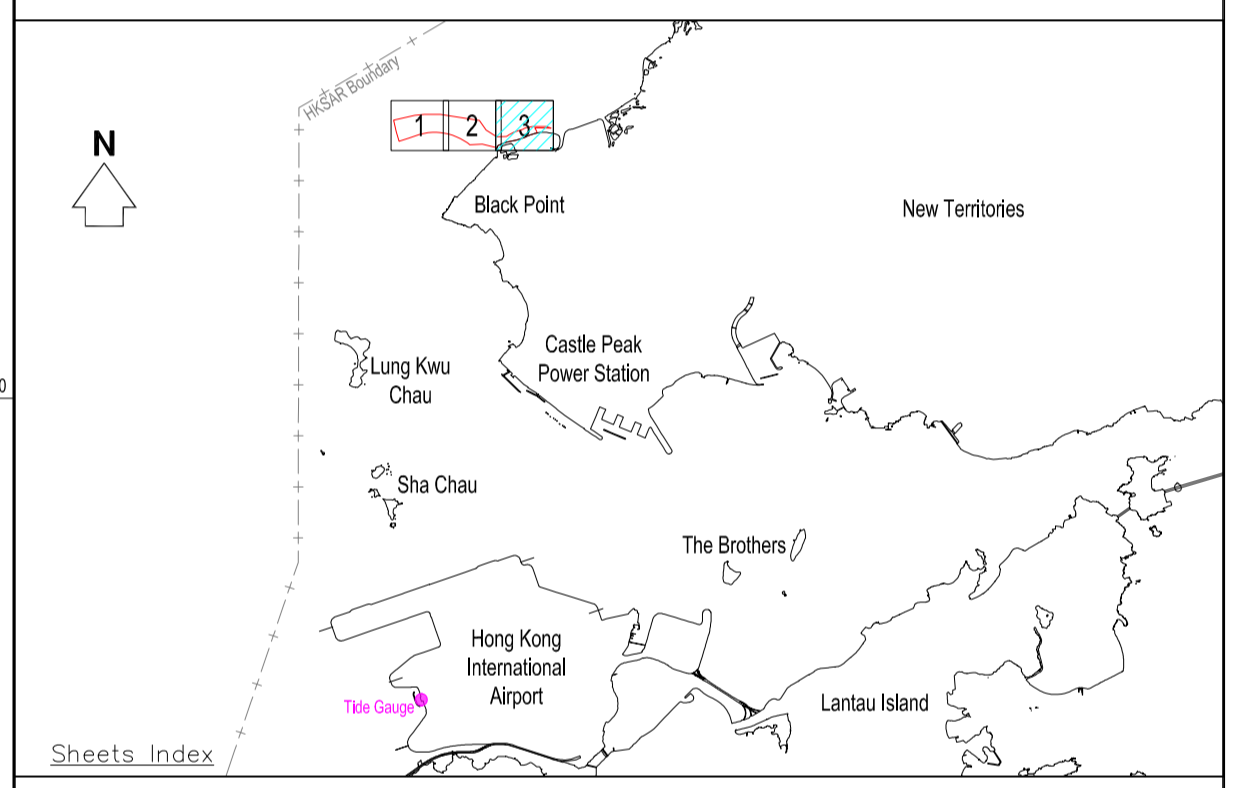 HKSAR Boundary
N
1
2
3
Black Point
New Territories
Castle Peak
Power Station
Lung Kwu
Chau
0
Sha Chau
The Brothers
Hong Kong
International
Airport
Tide Gauge
Lantau Island
Sheets Index